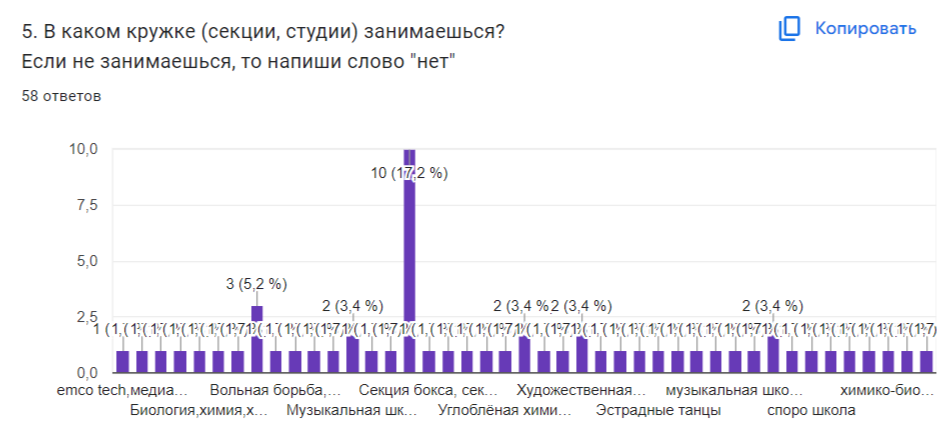 5. В каком кружке (секции, студии) занимаешься?
Если не занимаешься, то напиши слово "нет"
Копировать
58 ответов
10,0
7,5
5,0
2,5
0,0
10 (17,2 %)
3 (5,2 %)
2 (3,4 %)
2 (3,4 %
2 (3,4 %)
2 (3,4 %)
emco tech,медиа…
Вольная борьба,…
Секция бокса, сек…
Художественная…
музыкальная шко…
химико-био…
Биология,химия,х…
Музыкальная шк…
Углоблёная хими…
Эстрадные танцы
споро школа